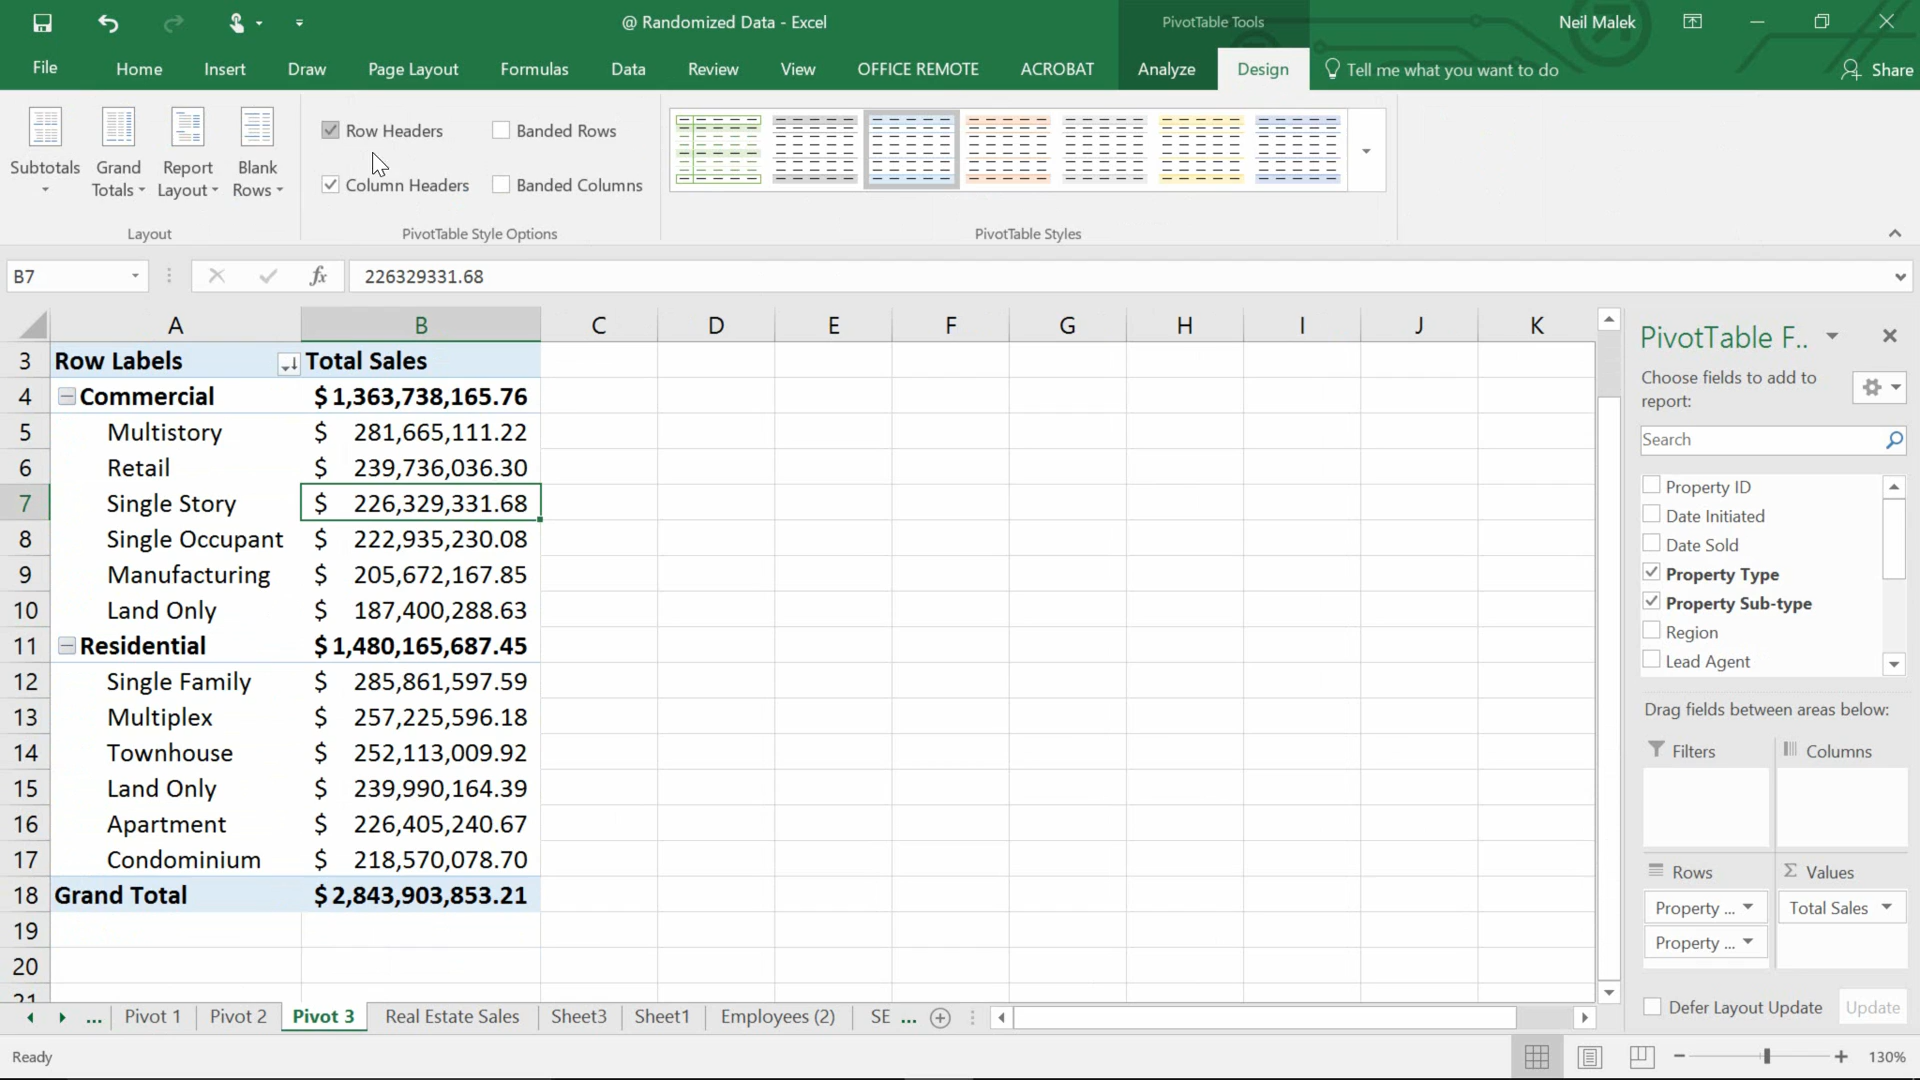 @ Randomized Data - Excel
PivotTable Tools
Neil Malek
File Home Insert Draw Page Layout Formulas Data Review View OFFICE REMOTE ACROBAT Analyze Design Tell me what you want to do Share
Subtotals
Grand Totals
Report Layout
Blank Rows
Layout
Row Headers
Banded Rows
Column Headers
Banded Columns
PivotTable Style Options
PivotTable Styles
B7 fx 226329331.68
A B C D E F G H I J K
3 Row Labels Total Sales
4 Commercial $ 1,363,738,165.76
5 Multistory $ 281,665,111.22
6 Retail $ 239,736,036.30
7 Single Story $ 226,329,331.68
8 Single Occupant $ 222,935,230.08
9 Manufacturing $ 205,672,167.85
10 Land Only $ 187,400,288.63
11 Residential $ 1,480,165,687.45
12 Single Family $ 285,861,597.59
13 Multiplex $ 257,225,596.18
14 Townhouse $ 252,113,009.92
15 Land Only $ 239,990,164.39
16 Apartment $ 226,405,240.67
17 Condominium $ 218,570,078.70
18 Grand Total $ 2,843,903,853.21
19
20
21
PivotTable F..
Choose fields to add to
report:
Search
Property ID
Date Initiated
Date Sold
Property Type
Property Sub-type
Region
Lead Agent
Drag fields between areas below:
Filters
Columns
Rows
Σ Values
Property ...
Total Sales
Property ...
Defer Layout Update
Update
... Pivot 1 Pivot 2 Pivot 3 Real Estate Sales Sheet3 Sheet1 Employees (2) SE ...
Ready
130%